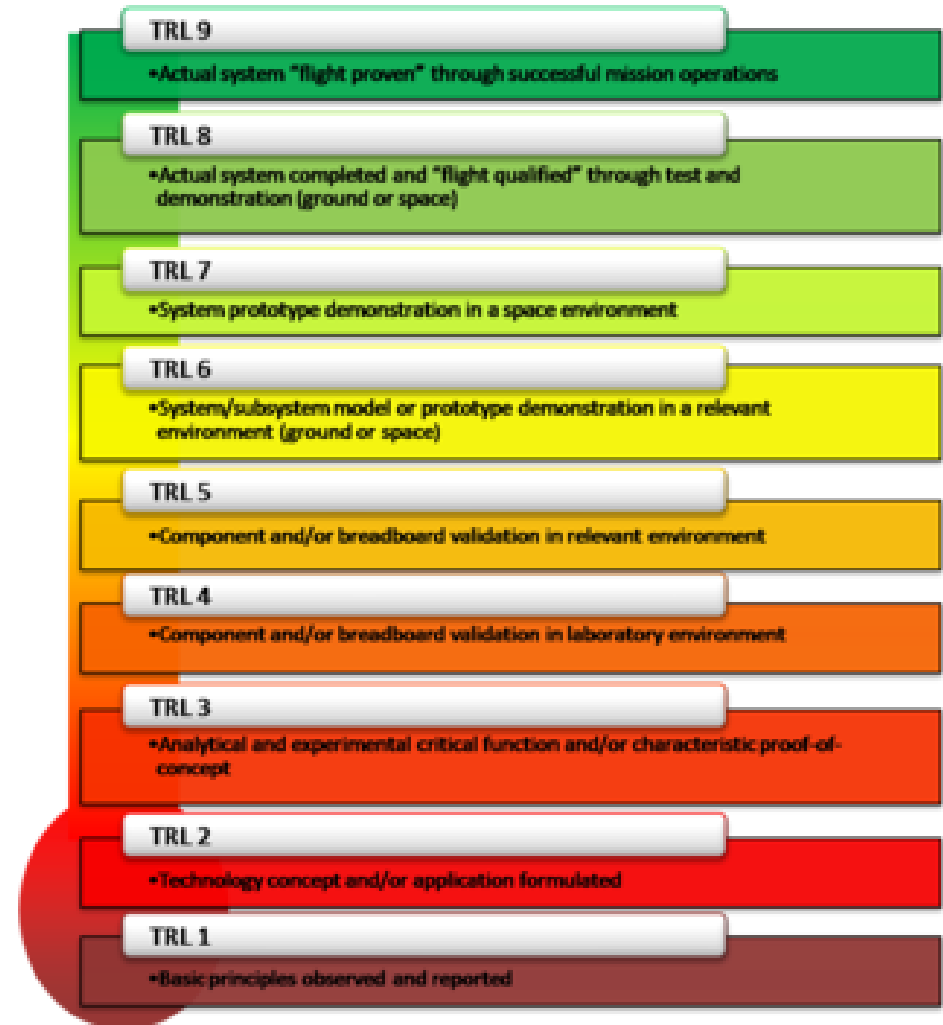 TRL 9
•Actual system "flight proven" through successful mission operations
TRL 8
•Actual system completed and "flight qualified" through test and
demonstration (ground or space)
TRL 7
•System prototype demonstration in a space environment
TRL 6
•System/subsystem model or prototype demonstration in a relevant
environment (ground or space)
TRL 5
•Component and/or breadboard validation in relevant environment
TRL 4
•Component and/or breadboard validation in laboratory environment
TRL 3
•Analytical and experimental critical function and/or characteristic proof-of-
concept
TRL 2
•Technology concept and/or application formulated
TRL 1
•Basic principles observed and reported